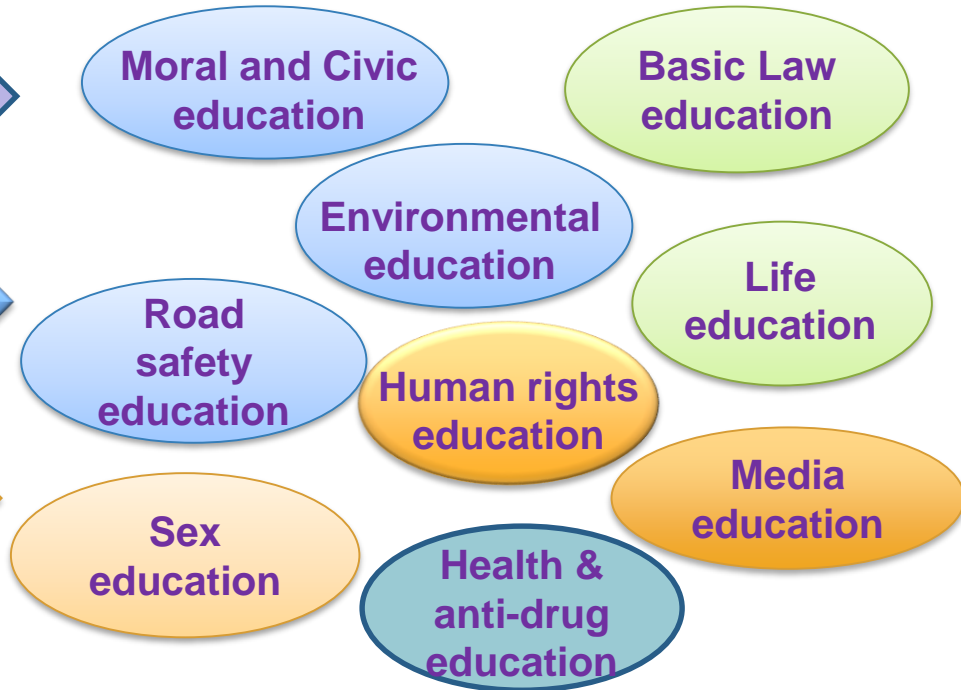 Moral and Civic
education
Basic Law
education
Environmental
education
Life
education
Road
safety
education
Human rights
education
Media
education
Sex
education
Health &
anti-drug
education